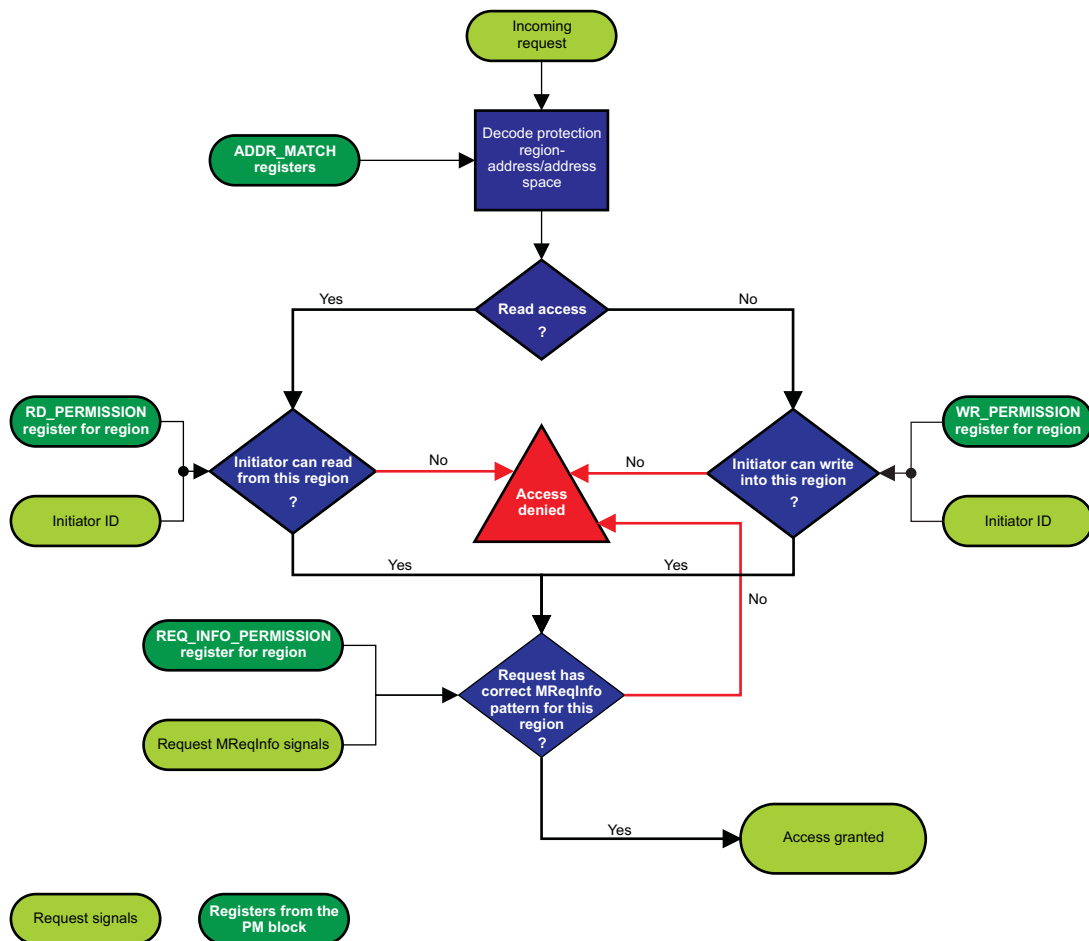 Incoming
request
ADDR_MATCH
registers
Decode protection
region-
address/address
space
Yes
Read access
?
No
RD_PERMISSION
register for region
Initiator ID
Initiator can read
from this region
?
No
Access
denied
No
Initiator can write
into this region
?
WR_PERMISSION
register for region
Initiator ID
Yes
Yes
No
REQ_INFO_PERMISSION
register for region
Request MReqInfo signals
Request has
correct MReqInfo
pattern for this
region
?
Yes
Access granted
Request signals
Registers from the
PM block